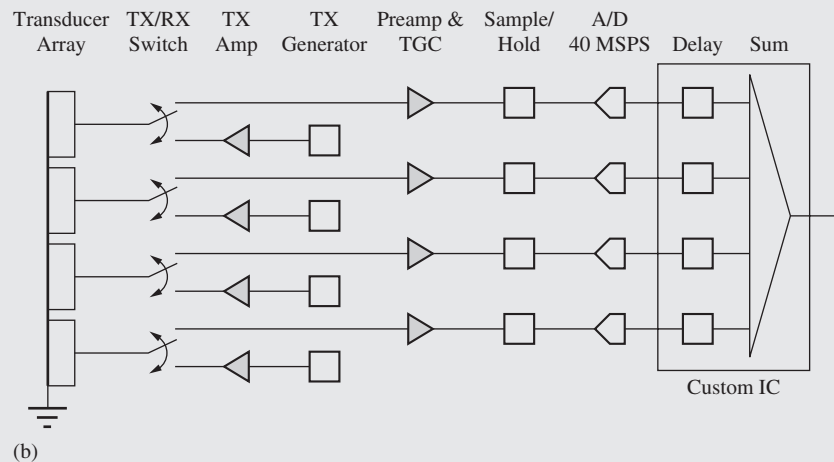 Transducer TX/RX TX TX Preamp & Sample/ A/D
Array Switch Amp Generator TGC Hold 40 MSPS Delay Sum
Custom IC
(b)